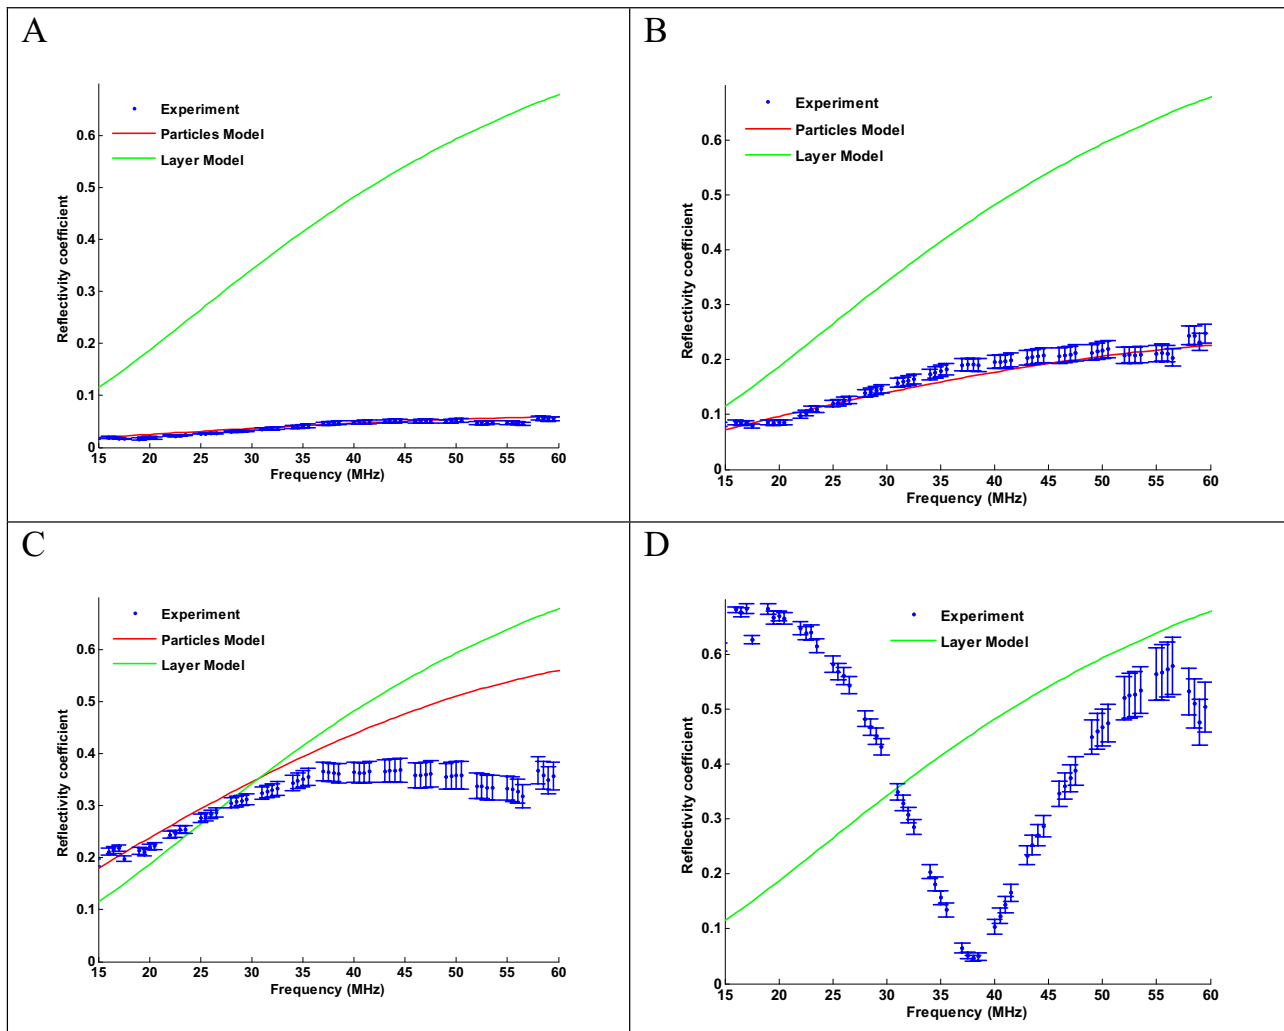 A
Experiment
Particles Model
Layer Model
0.6
0.5
0.4
0.3
0.2
0.1
0
Reflectivity coefficient
15 20 25 30 35 40 45 50 55 60
Frequency (MHz)
B
Experiment
Particles Model
Layer Model
0.6
0.5
0.4
0.3
0.2
0.1
0
Reflectivity coefficient
15 20 25 30 35 40 45 50 55 60
Frequency (MHz)
C
Experiment
Particles Model
Layer Model
0.6
0.5
0.4
0.3
0.2
0.1
0
Reflectivity coefficient
15 20 25 30 35 40 45 50 55 60
Frequency (MHz)
D
Experiment
Layer Model
0.6
0.5
0.4
0.3
0.2
0.1
0
Reflectivity coefficient
15 20 25 30 35 40 45 50 55 60
Frequency (MHz)